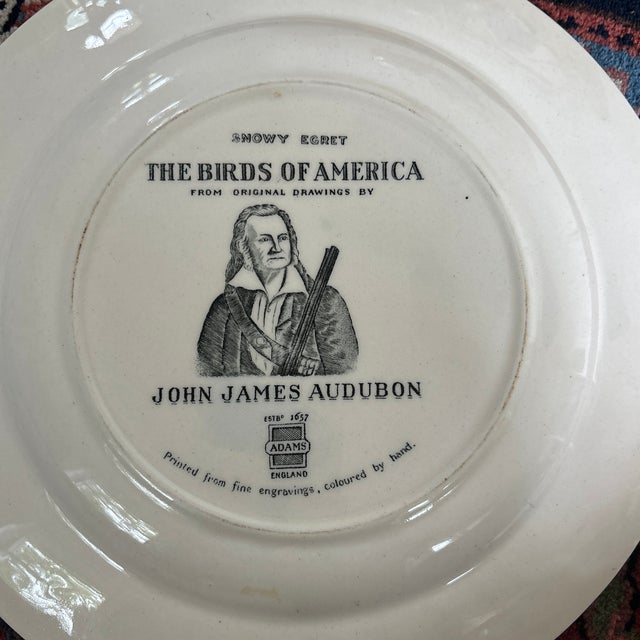 SNOWY EGRET
THE BIRDS OF AMERICA
FROM ORIGINAL DRAWINGS BY
JOHN JAMES AUDUBON
ESTBD 1657
ADAMS
ENGLAND
Printed from fine engravings, coloured by hand.